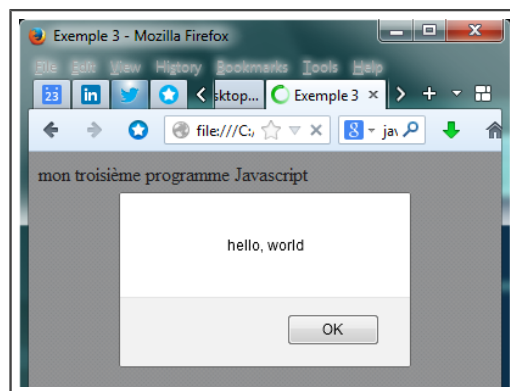 Exemple 3 - Mozilla Firefox
File Edit View History Bookmarks Tools Help
23 in sktop... Exemple 3
file:///C:/ 8 jav
mon troisième programme Javascript
hello, world
OK